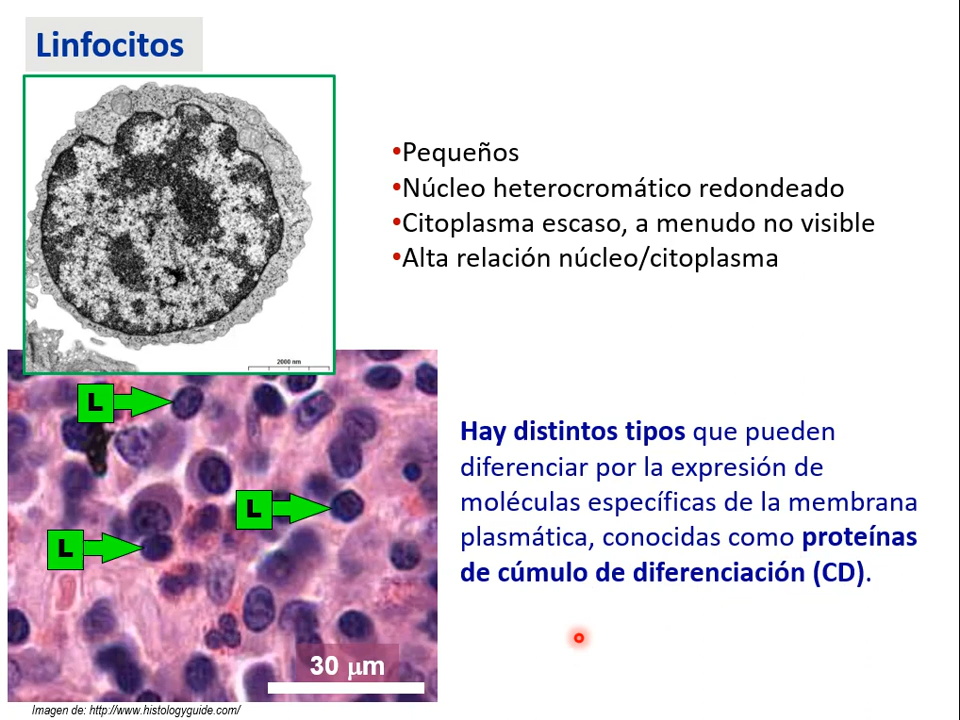 Linfocitos
•Pequeños
•Núcleo heterocromático redondeado
•Citoplasma escaso, a menudo no visible
•Alta relación núcleo/citoplasma
2000 nm
L
L
L
30 µm
Hay distintos tipos que pueden
diferenciar por la expresión de
moléculas específicas de la membrana
plasmática, conocidas como proteínas
de cúmulo de diferenciación (CD).
Imagen de: http://www.histologyguide.com/